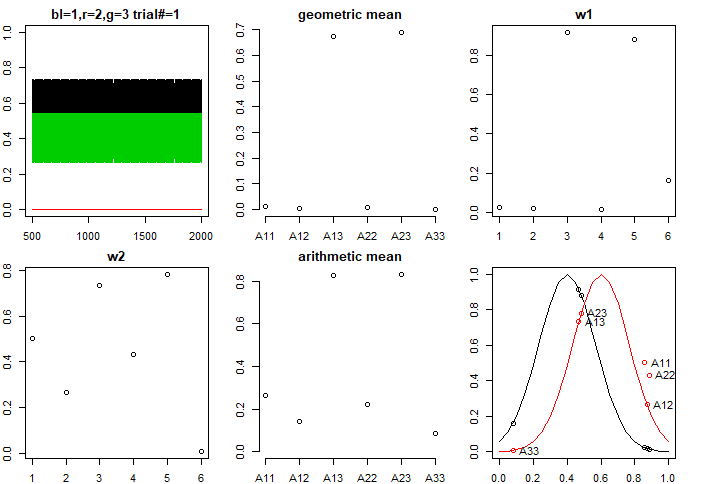 bl=1,r=2,g=3 trial#=1
geometric mean
w1
1.0
0.8
0.6
0.4
0.2
0.0
500
1000
1500
2000
0.7
0.6
0.5
0.4
0.3
0.2
0.1
0.0
A11
A12
A13
A22
A23
A33
0.8
0.6
0.4
0.2
0.0
1
2
3
4
5
6
w2
arithmetic mean
0.8
0.6
0.4
0.2
0.0
1
2
3
4
5
6
0.8
0.6
0.4
0.2
0.0
A11
A12
A13
A22
A23
A33
1.0
0.8
0.6
0.4
0.2
0.0
A23
A13
A11
A22
A12
A33
0.0
0.2
0.4
0.6
0.8
1.0